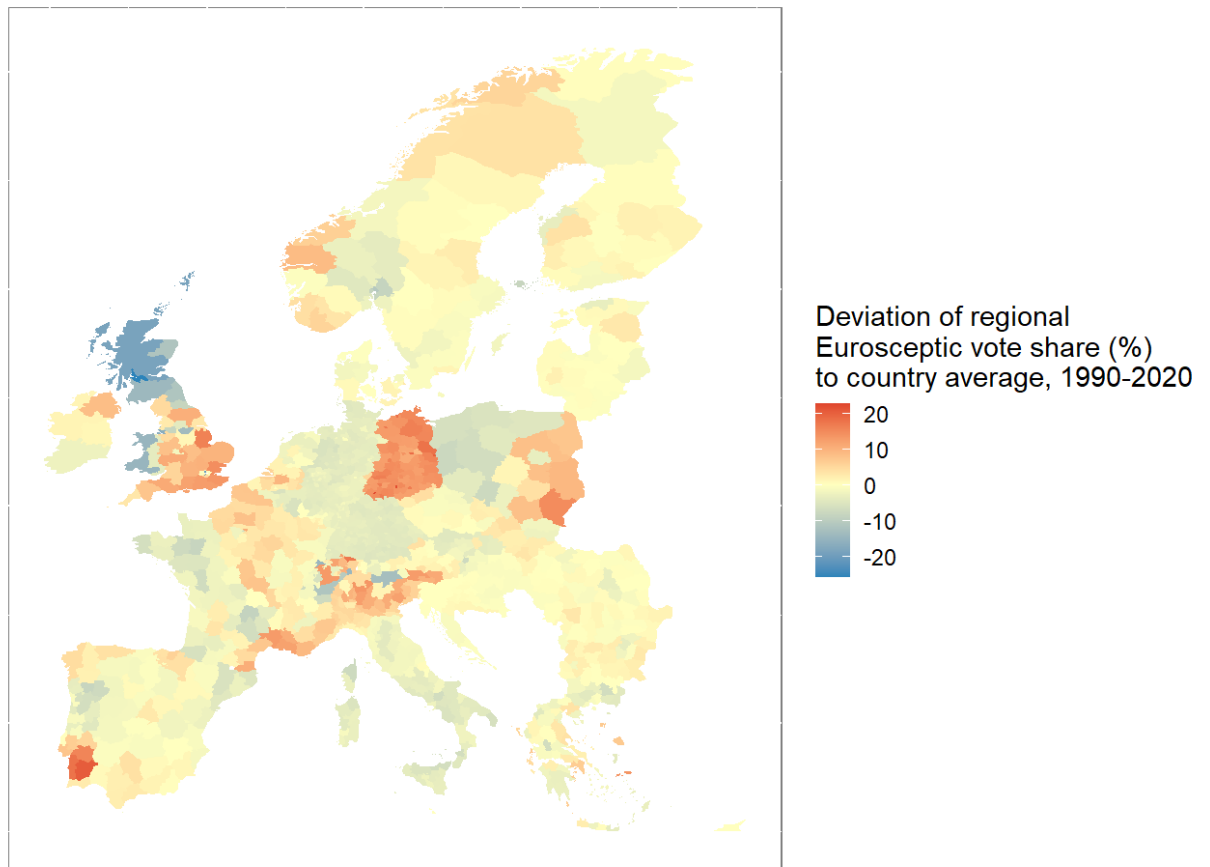 Deviation of regional
Eurosceptic vote share (%)
to country average, 1990-2020
20
10
0
-10
-20